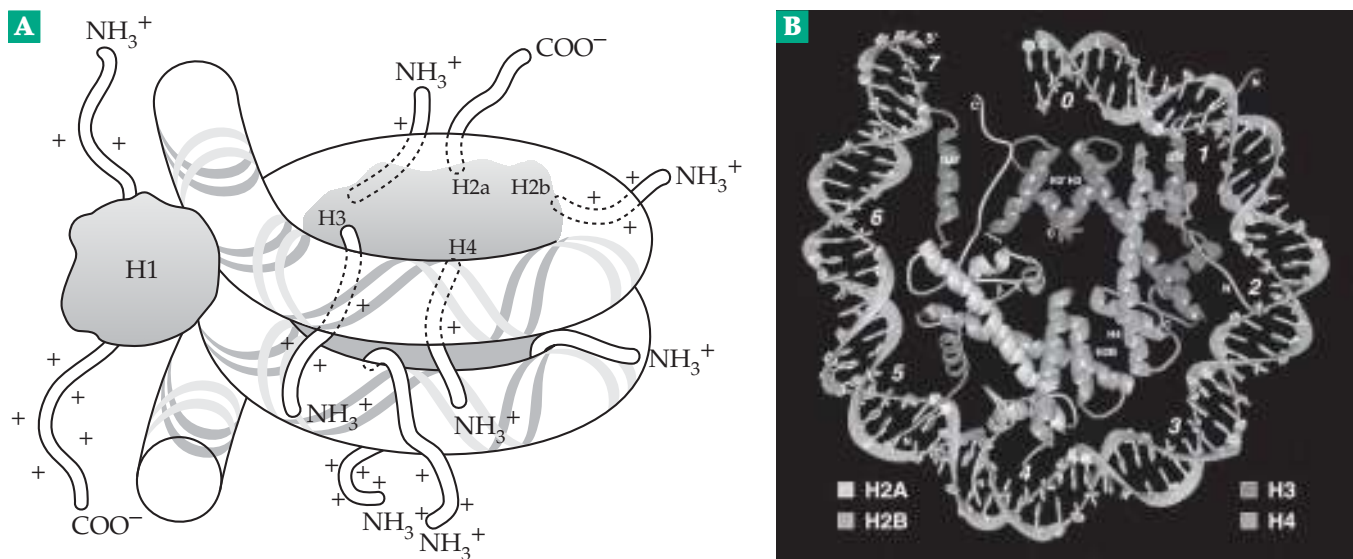 A
NH₃⁺
COO⁻
NH₃⁺
NH₃⁺
H2a
H2b
H3
H4
H1
NH₃⁺
NH₃⁺
NH₃⁺
COO⁻
NH₃⁺
NH₃⁺
+ + + + + + + + + + + + + + + + + + + + + + +
B
7
0
1
6
2
5
3
4
H2A
H2B
H3
H4